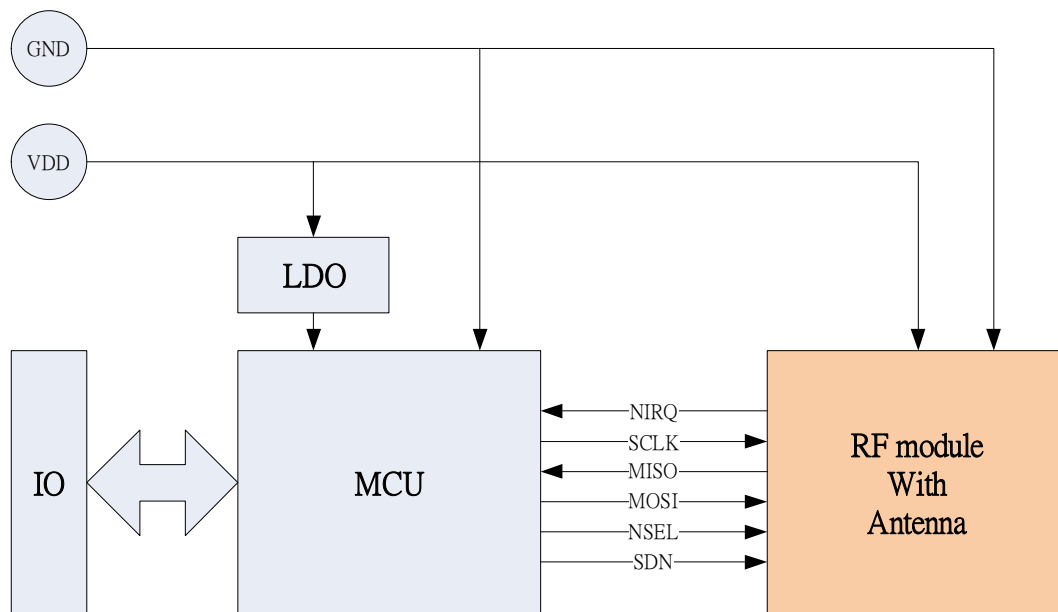 GND
VDD
LDO
IO
MCU
NIRQ
SCLK
MISO
MOSI
NSEL
SDN
RF module
With
Antenna